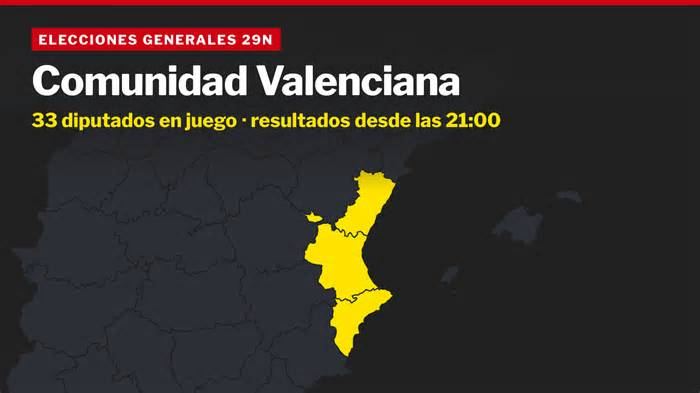 ELECCIONES GENERALES 29N
Comunidad Valenciana
33 diputados en juego · resultados desde las 21:00